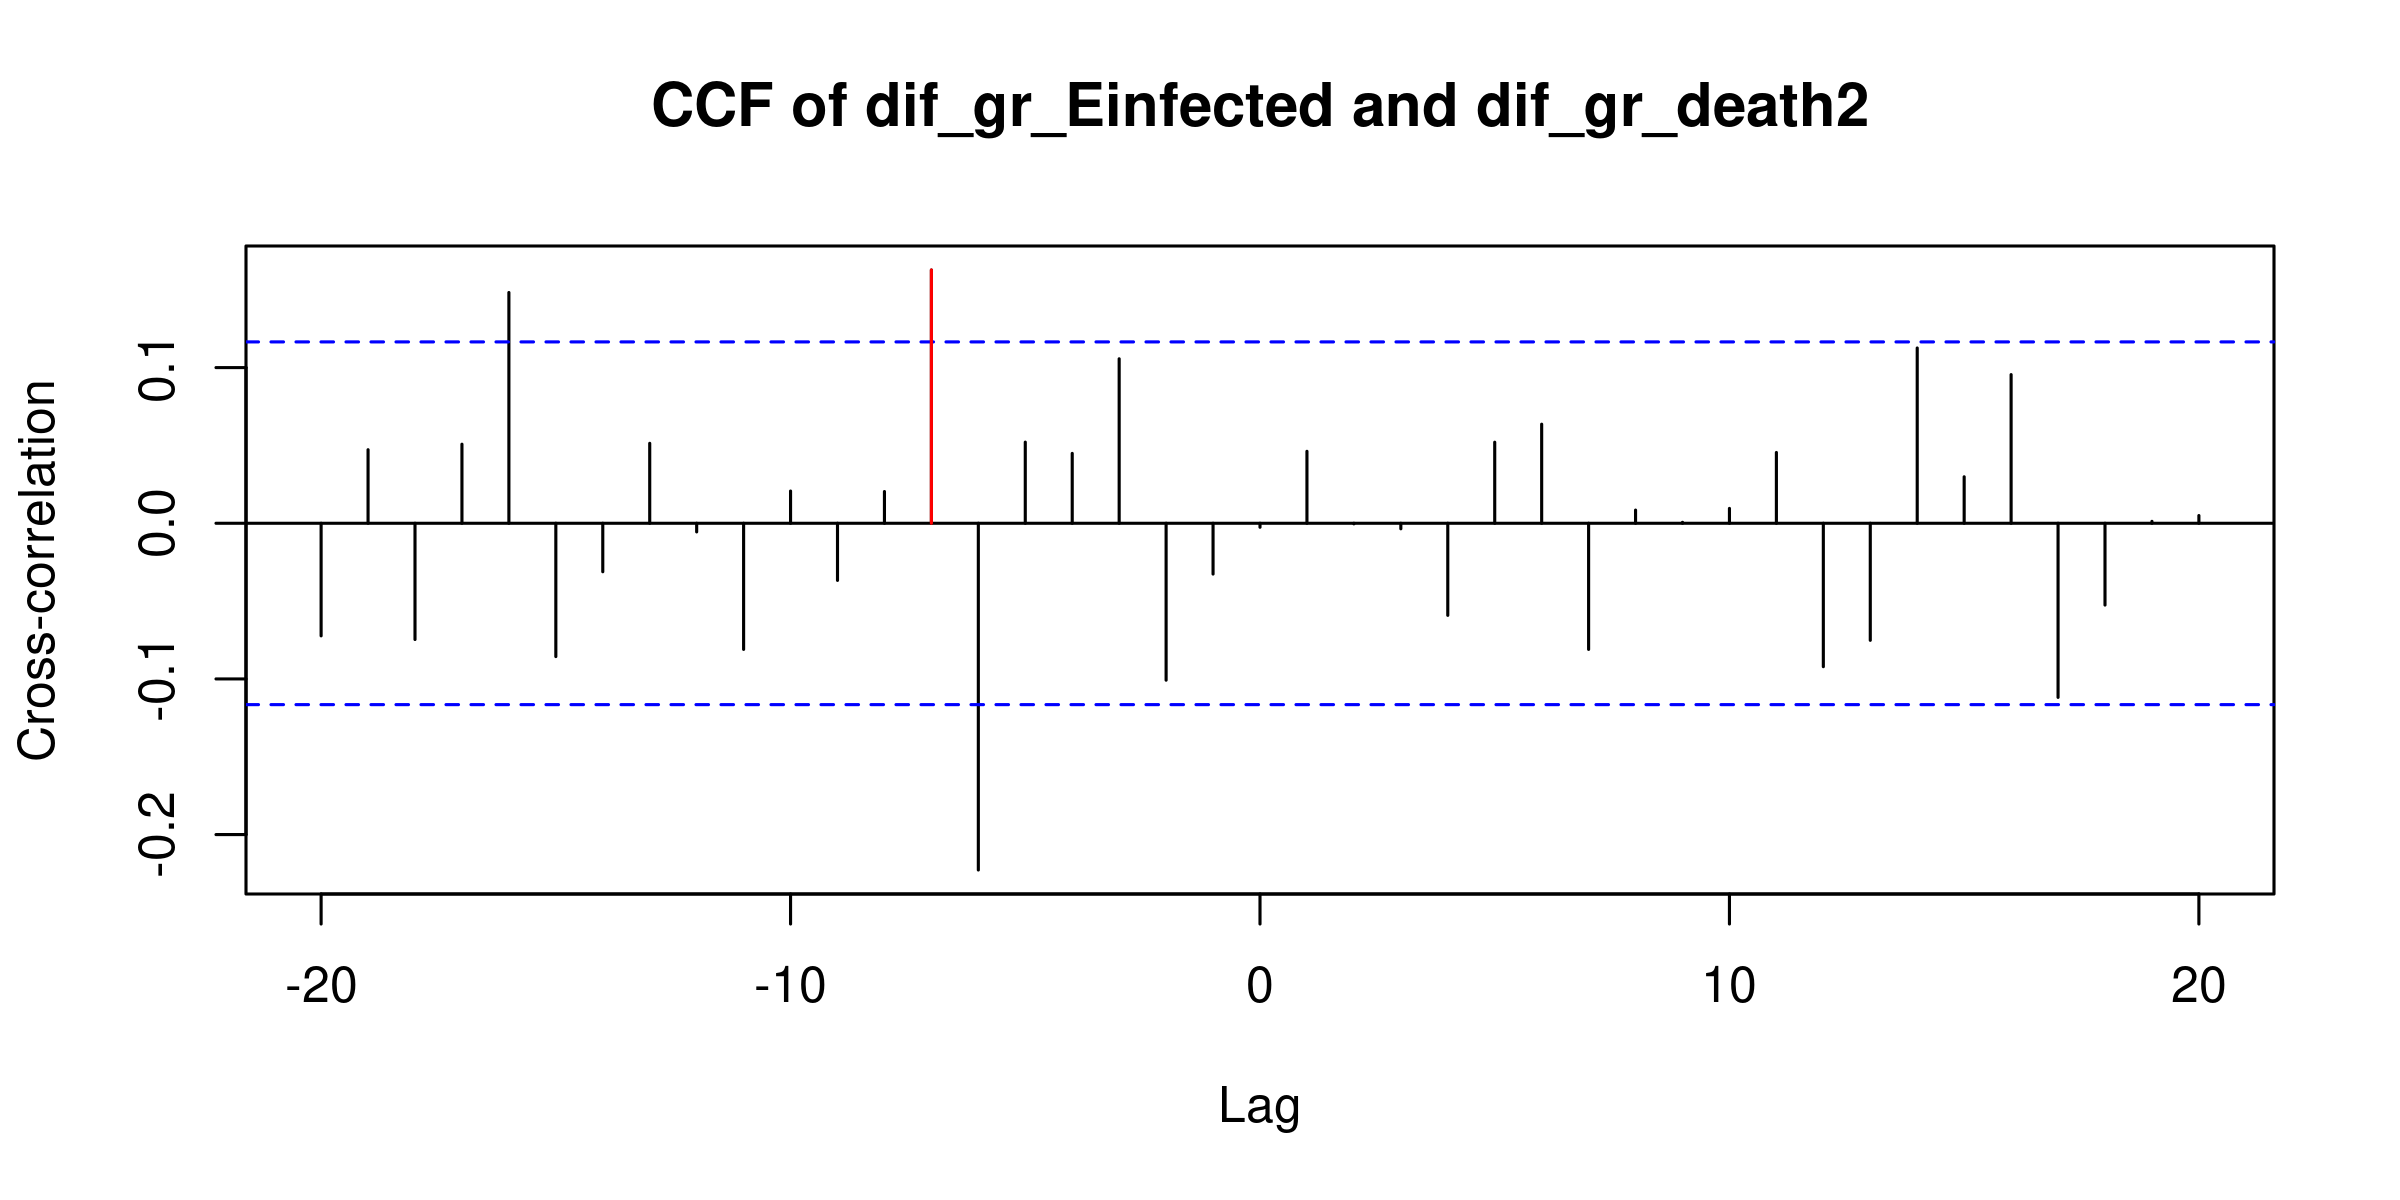 CCF of dif_gr_Einfected and dif_gr_death2
Cross-correlation
0.1
0.0
-0.1
-0.2
-20 -10 0 10 20
Lag